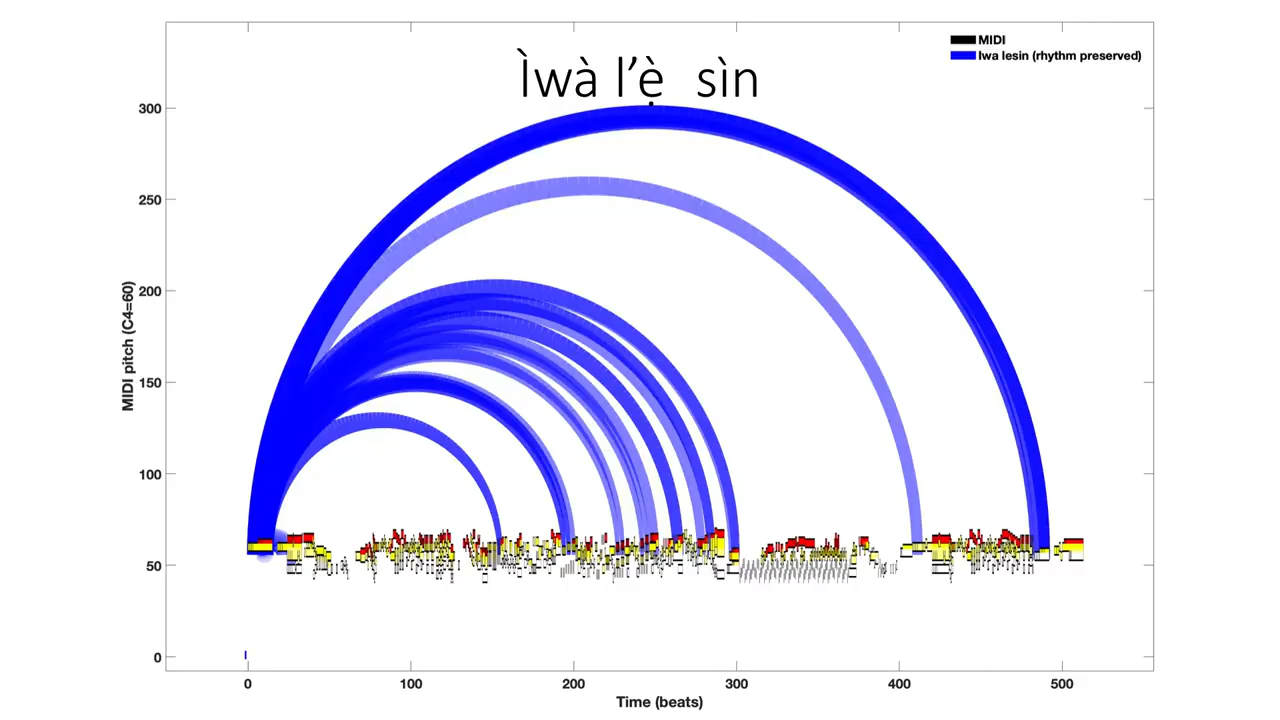 MIDI
Iwa lesin (rhythm preserved)
Ìwà l’ẹ̀ sìn
300
250
200
150
100
50
0
MIDI pitch (C4=60)
0 100 200 300 400 500
Time (beats)